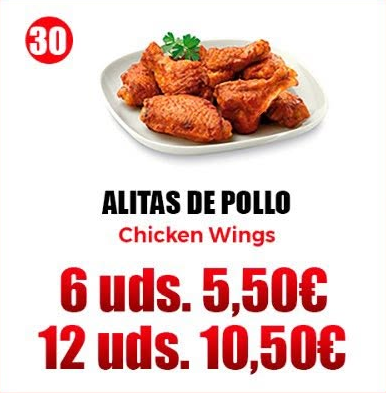 30
ALITAS DE POLLO
Chicken Wings
6 uds. 5,50€
12 uds. 10,50€